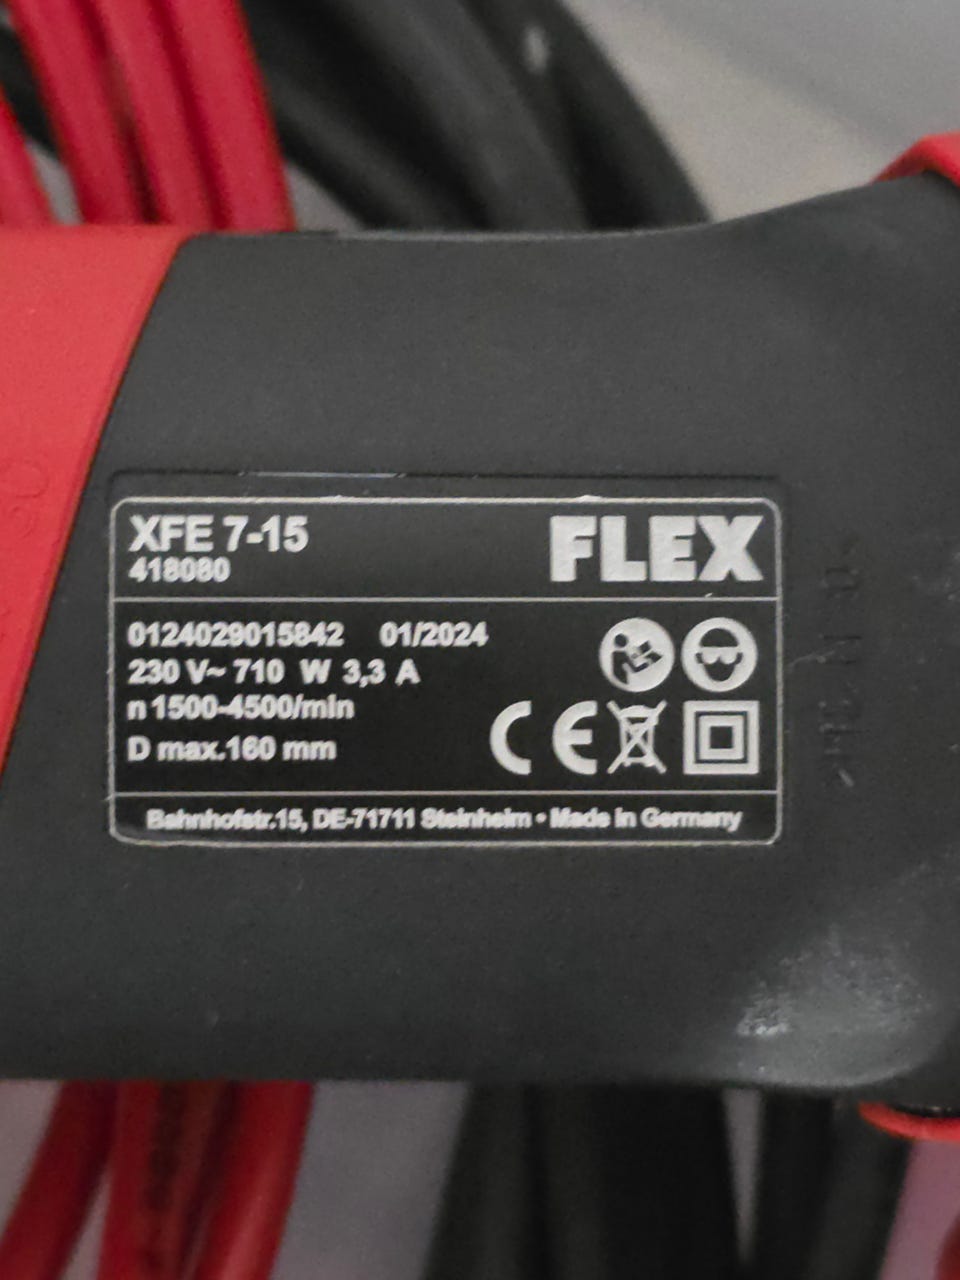 XFE 7-15
418080
FLEX
0124029015842 01/2024
230 V~ 710 W 3,3 A
n 1500-4500/min
D max.160 mm
CE
Bahnhofstr.15, DE-71711 Steinheim • Made in Germany